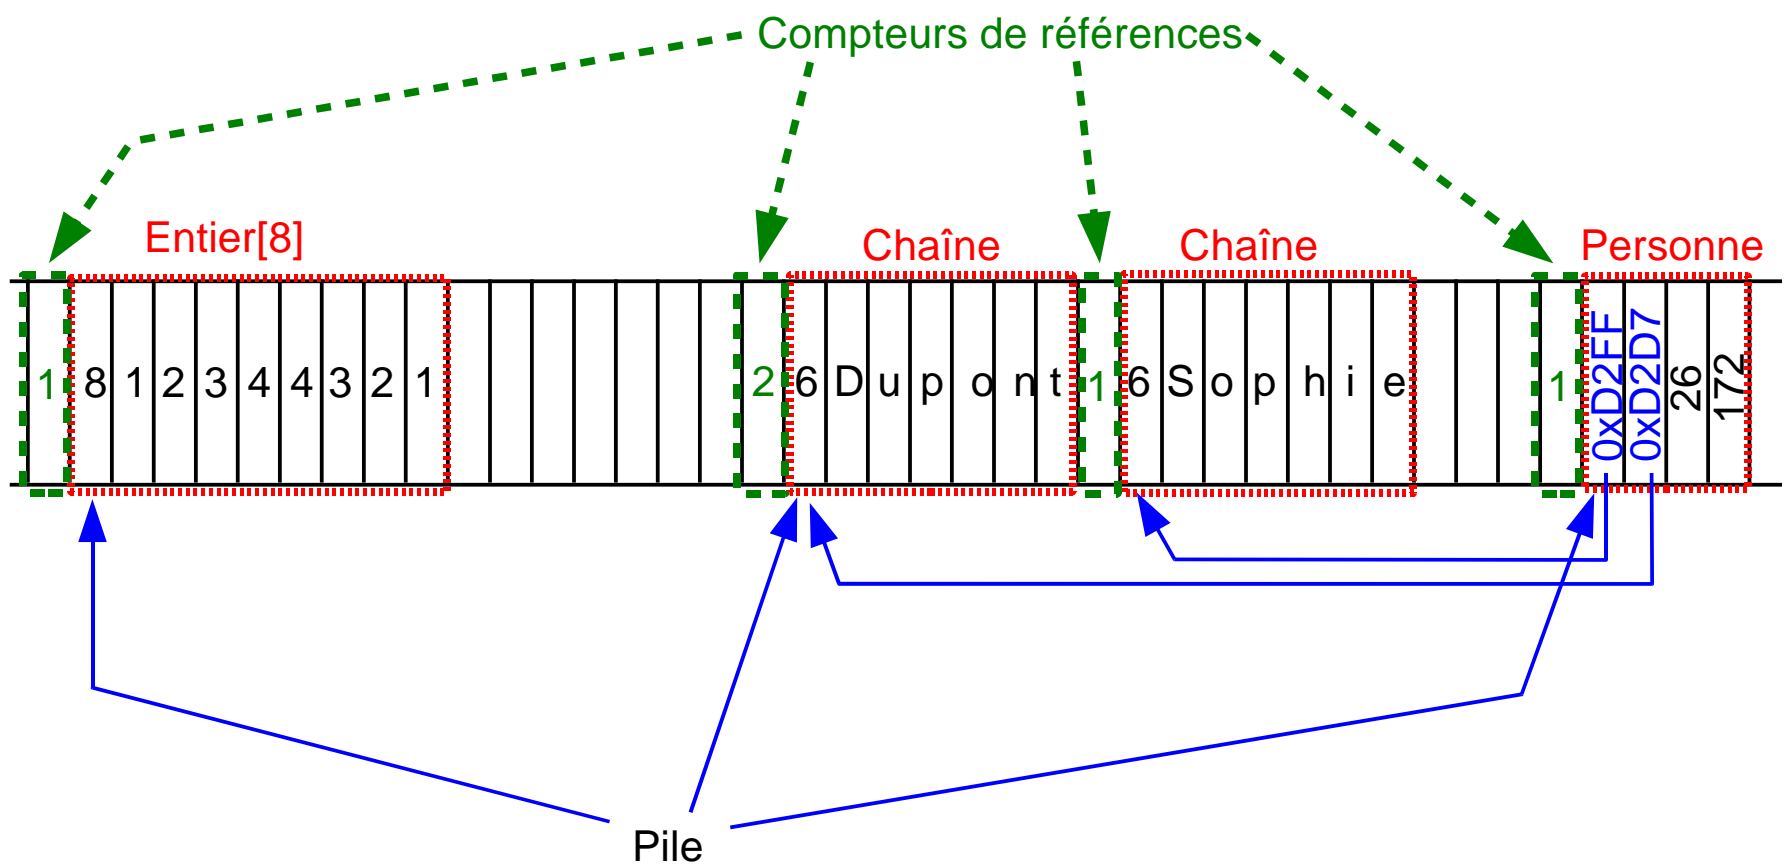 Compteurs de références
Entier[8]
Chaîne
Chaîne
Personne
1 8 1 2 3 4 4 3 2 1 2 6 D u p o n t 1 6 S o p h i e 1 0xD2FF 0xD2D7 26 172
Pile